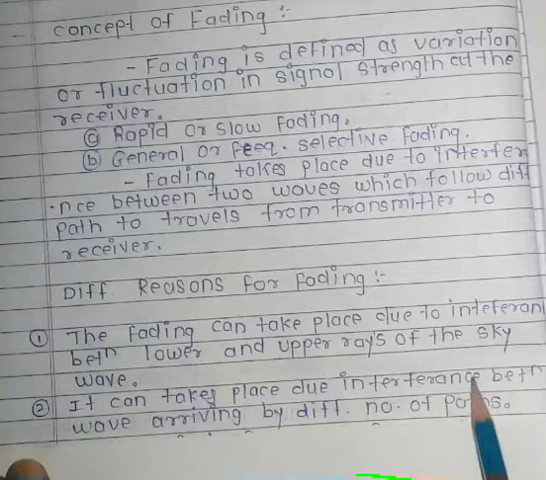 - Concept of Fading :-
- Fading is defined as variation
or fluctuation in signal strength at the
receiver.
(a) Rapid or slow fading.
(b) General or freq. selective fading.
- Fading takes place due to interfer
-nce between two waves which follow diff
path to travels from transmitter to
receiver.
Diff Reasons for fading :-
(1) The fading can take place due to inteferan
betn lower and upper rays of the sky
wave.
(2) It can takes place due interferance betn
wave arriving by diff. no. of